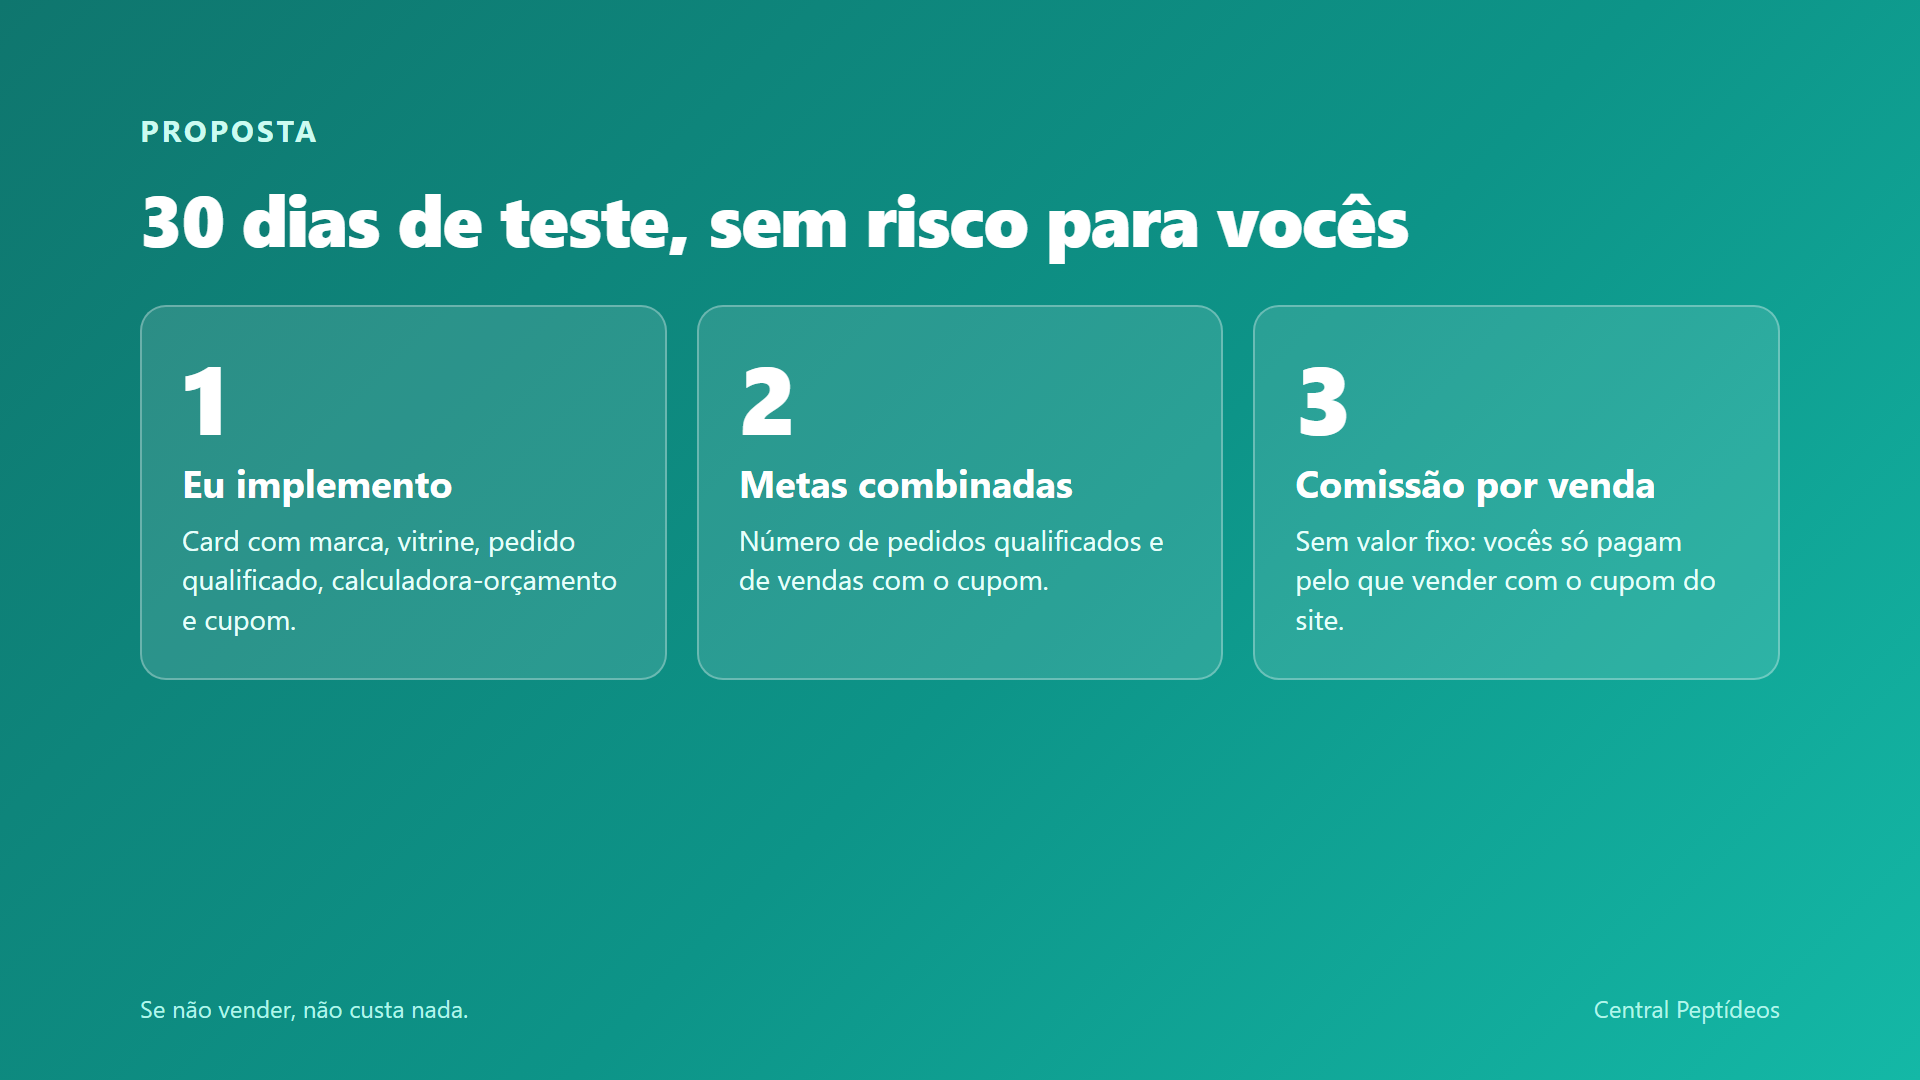 PROPOSTA
30 dias de teste, sem risco para vocês
1
Eu implemento
Card com marca, vitrine, pedido
qualificado, calculadora-orçamento
e cupom.
2
Metas combinadas
Número de pedidos qualificados e
de vendas com o cupom.
3
Comissão por venda
Sem valor fixo: vocês só pagam
pelo que vender com o cupom do
site.
Se não vender, não custa nada.
Central Peptídeos